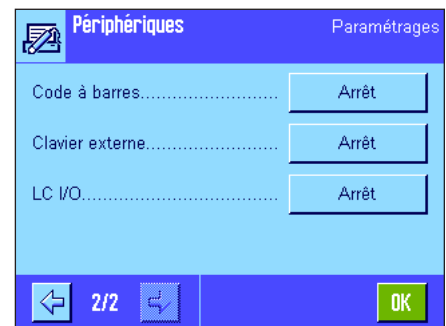 Périphériques Paramétrages
Code à barres........................ Arrêt
Clavier externe....................... Arrêt
LC I/O.................................. Arrêt
2/2 OK